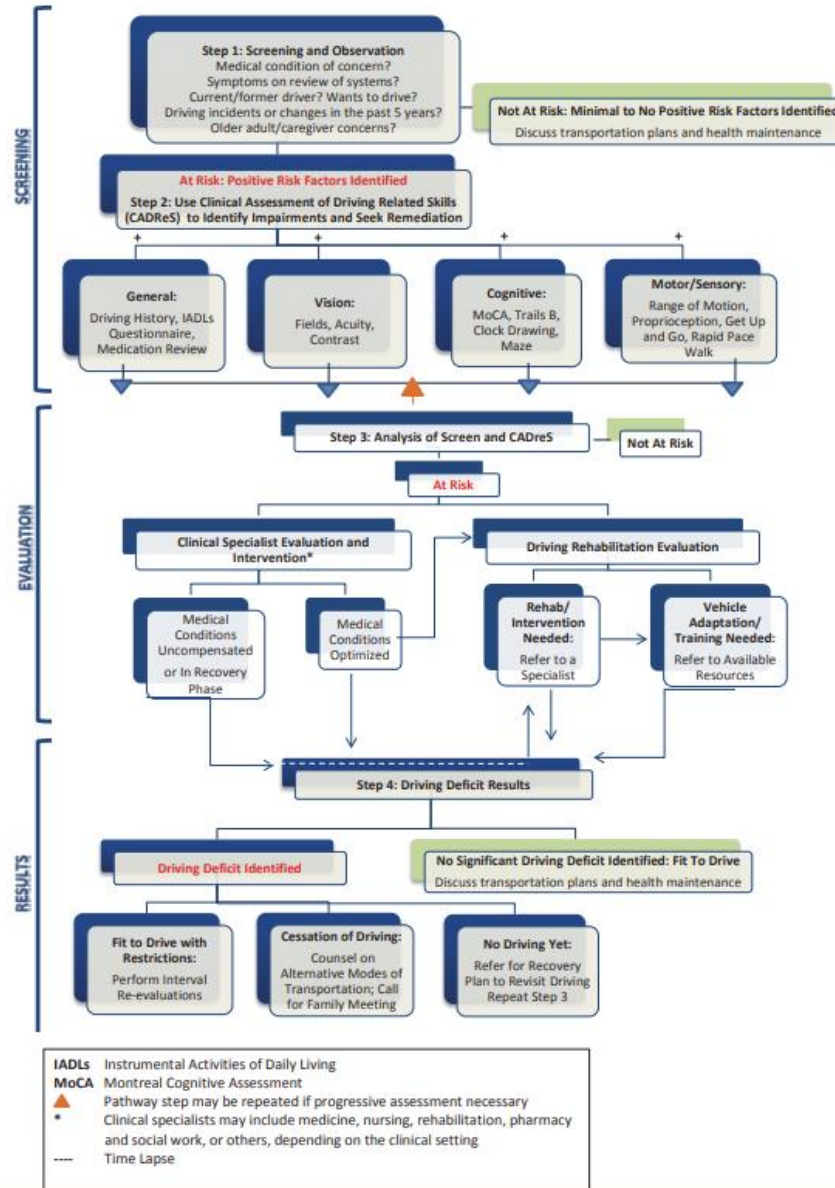 SCREENING
Step 1: Screening and Observation
Medical condition of concern?
Symptoms on review of systems?
Current/former driver? Wants to drive?
Driving incidents or changes in the past 5 years?
Older adult/caregiver concerns?
Not At Risk: Minimal to No Positive Risk Factors Identified
Discuss transportation plans and health maintenance
At Risk: Positive Risk Factors Identified
Step 2: Use Clinical Assessment of Driving Related Skills
(CADReS) to Identify Impairments and Seek Remediation
+ + + +
General:
Driving History, IADLs
Questionnaire,
Medication Review
Vision:
Fields, Acuity,
Contrast
Cognitive:
MoCA, Trails B,
Clock Drawing,
Maze
Motor/Sensory:
Range of Motion,
Proprioception, Get Up
and Go, Rapid Pace
Walk
EVALUATION
Step 3: Analysis of Screen and CADreS
Not At Risk
At Risk
Clinical Specialist Evaluation and
Intervention*
Driving Rehabilitation Evaluation
Medical
Conditions
Uncompensated
or In Recovery
Phase
Medical
Conditions
Optimized
Rehab/
Intervention
Needed:
Refer to a
Specialist
Vehicle
Adaptation/
Training Needed:
Refer to Available
Resources
RESULTS
Step 4: Driving Deficit Results
Driving Deficit Identified
No Significant Driving Deficit Identified: Fit To Drive
Discuss transportation plans and health maintenance
Fit to Drive with
Restrictions:
Perform Interval
Re-evaluations
Cessation of Driving:
Counsel on
Alternative Modes of
Transportation; Call
for Family Meeting
No Driving Yet:
Refer for Recovery
Plan to Revisit Driving
Repeat Step 3
IADLs Instrumental Activities of Daily Living
MoCA Montreal Cognitive Assessment
Pathway step may be repeated if progressive assessment necessary
* Clinical specialists may include medicine, nursing, rehabilitation, pharmacy
and social work, or others, depending on the clinical setting
---- Time Lapse